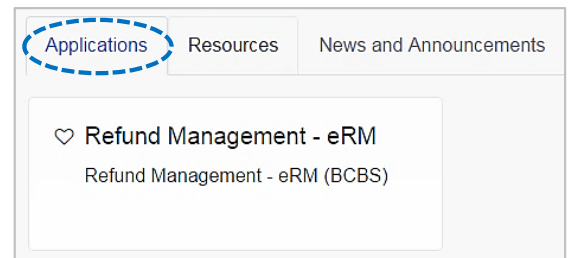 Applications Resources News and Announcements
Refund Management - eRM
Refund Management - eRM (BCBS)